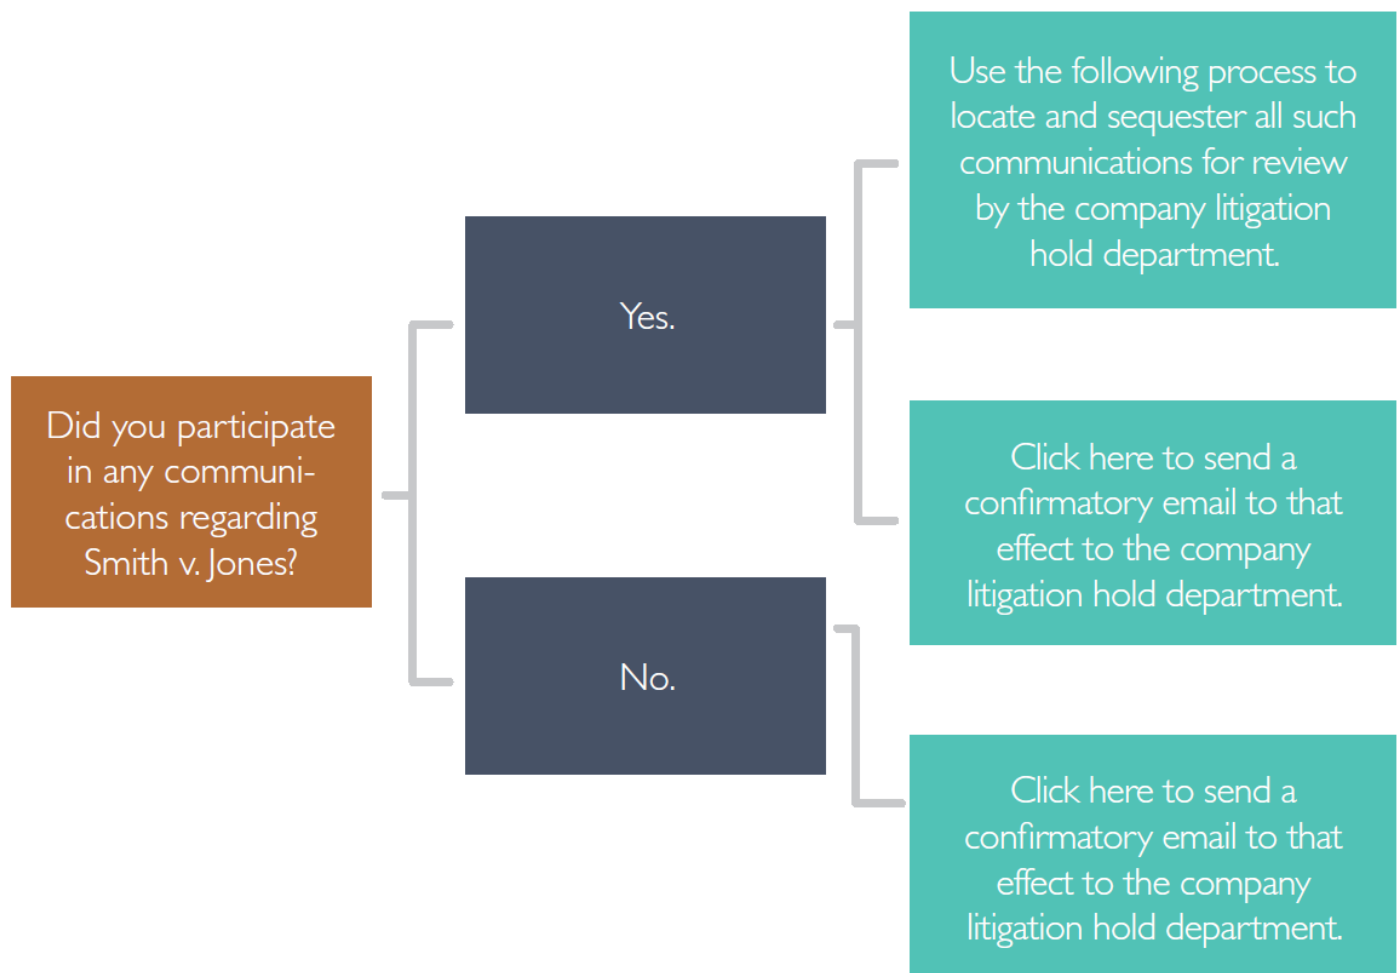 Did you participate
in any communi-
cations regarding
Smith v. Jones?
Yes.
No.
Use the following process to
locate and sequester all such
communications for review
by the company litigation
hold department.
Click here to send a
confirmatory email to that
effect to the company
litigation hold department.
Click here to send a
confirmatory email to that
effect to the company
litigation hold department.